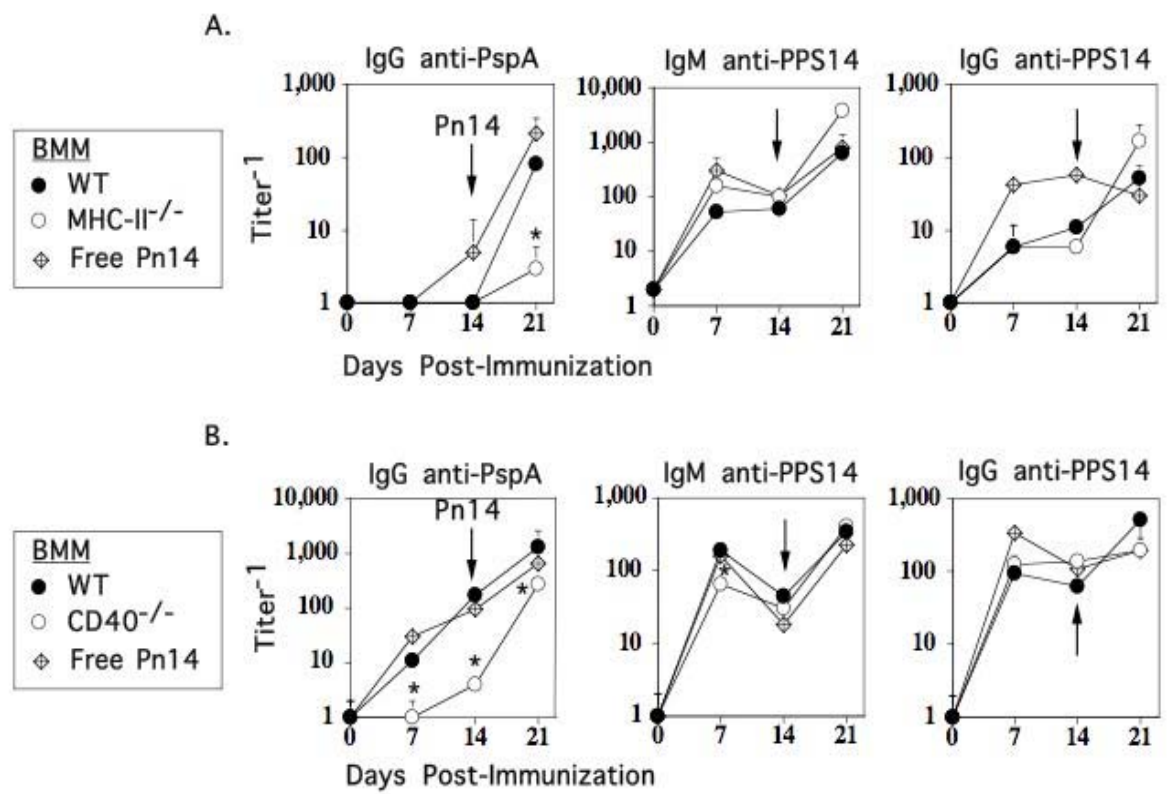 A.
IgG anti-PspA
IgM anti-PPS14
IgG anti-PPS14
BMM
WT
MHC-II-/-
Free Pn14
Titer-1
1,000
100
10
1
Pn14
*
0 7 14 21
10,000
1,000
100
10
1
0 7 14 21
1,000
100
10
1
0 7 14 21
Days Post-Immunization
B.
IgG anti-PspA
IgM anti-PPS14
IgG anti-PPS14
BMM
WT
CD40-/-
Free Pn14
Titer-1
10,000
1,000
100
10
1
Pn14
*
*
*
0 7 14 21
1,000
100
10
1
*
0 7 14 21
1,000
100
10
1
0 7 14 21
Days Post-Immunization